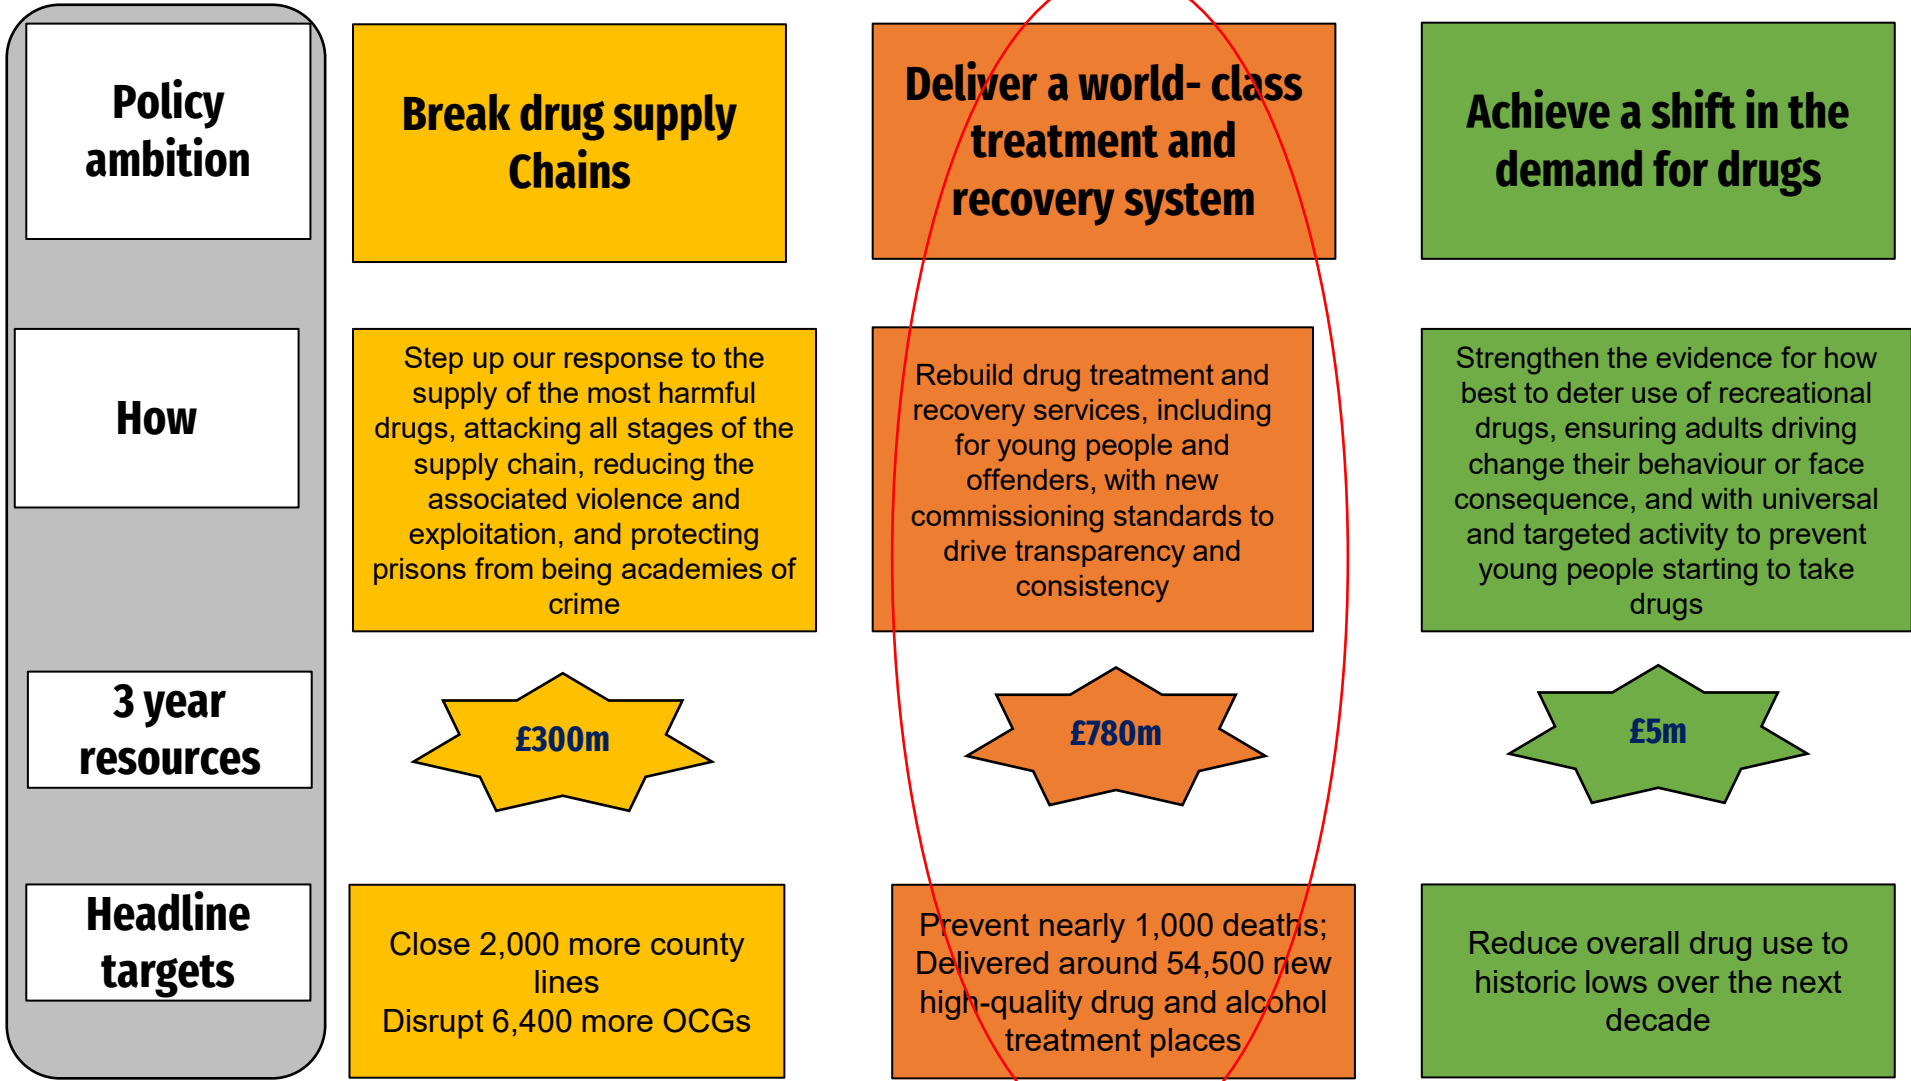 Policy
ambition
Break drug supply
Chains
Deliver a world- class
treatment and
recovery system
Achieve a shift in the
demand for drugs
How
Step up our response to the
supply of the most harmful
drugs, attacking all stages of the
supply chain, reducing the
associated violence and
exploitation, and protecting
prisons from being academies of
crime
Rebuild drug treatment and
recovery services, including
for young people and
offenders, with new
commissioning standards to
drive transparency and
consistency
Strengthen the evidence for how
best to deter use of recreational
drugs, ensuring adults driving
change their behaviour or face
consequence, and with universal
and targeted activity to prevent
young people starting to take
drugs
3 year
resources
£300m
£780m
£5m
Headline
targets
Close 2,000 more county
lines
Disrupt 6,400 more OCGs
Prevent nearly 1,000 deaths;
Delivered around 54,500 new
high-quality drug and alcohol
treatment places
Reduce overall drug use to
historic lows over the next
decade